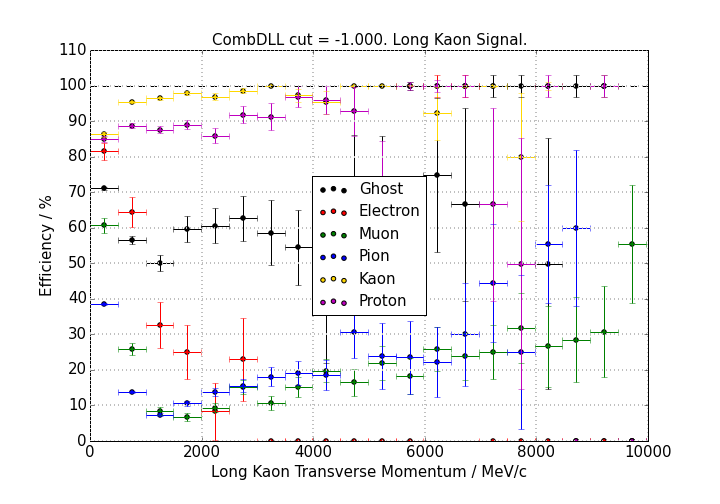 CombDLL cut = -1.000. Long Kaon Signal.
110
100
90
80
70
60
50
40
30
20
10
0
Efficiency / %
Ghost
Electron
Muon
Pion
Kaon
Proton
0 2000 4000 6000 8000 10000
Long Kaon Transverse Momentum / MeV/c